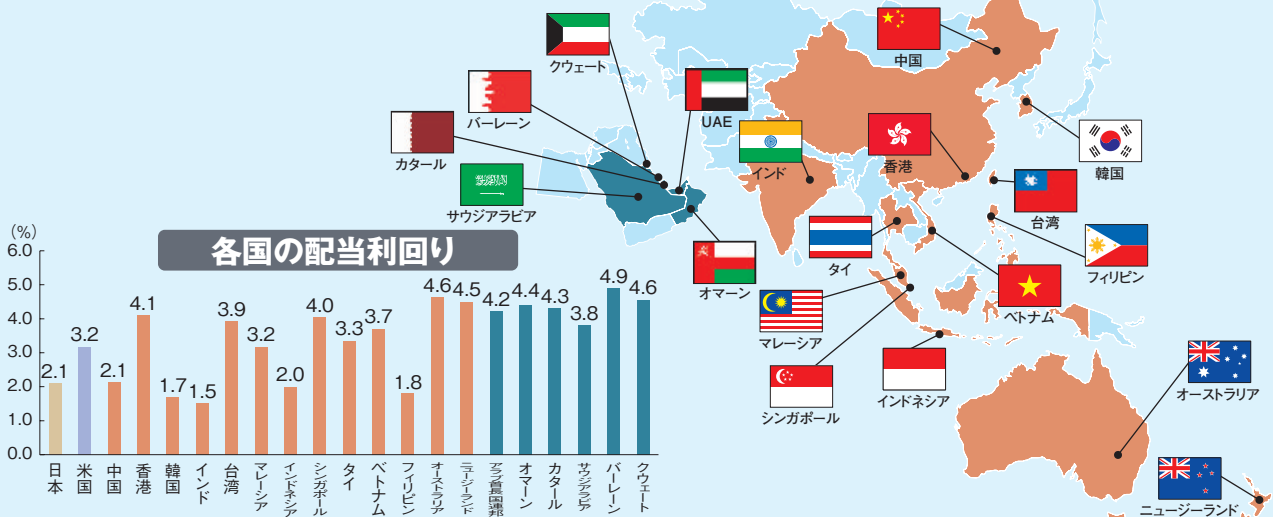 クウェート
中国
バーレーン
UAE
カタール
インド
香港
韓国
サウジアラビア
台湾
オマーン
タイ
フィリピン
マレーシア
ベトナム
シンガポール
インドネシア
オーストラリア
ニュージーランド
各国の配当利回り
(%)
6.0
5.0
4.0
3.0
2.0
1.0
0.0
2.1
3.2
2.1
4.1
1.7
1.5
3.9
3.2
2.0
4.0
3.3
3.7
1.8
4.6
4.5
4.2
4.4
4.3
3.8
4.9
4.6
日本
米国
中国
香港
韓国
インド
台湾
マレーシア
インドネシア
シンガポール
タイ
ベトナム
フィリピン
オーストラリア
ニュージーランド
アラブ首長国連邦
オマーン
カタール
サウジアラビア
バーレーン
クウェート